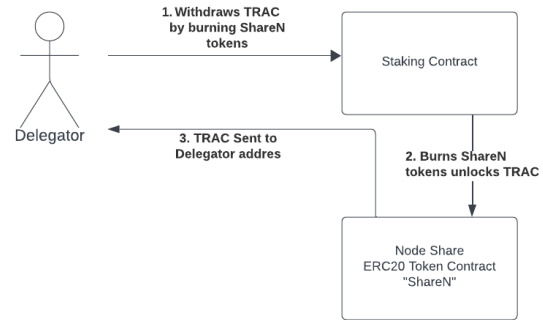 1. Withdraws TRAC
by burning ShareN
tokens
Staking Contract
Delegator
3. TRAC Sent to
Delegator addres
2. Burns ShareN
tokens unlocks TRAC
Node Share
ERC20 Token Contract
"ShareN"